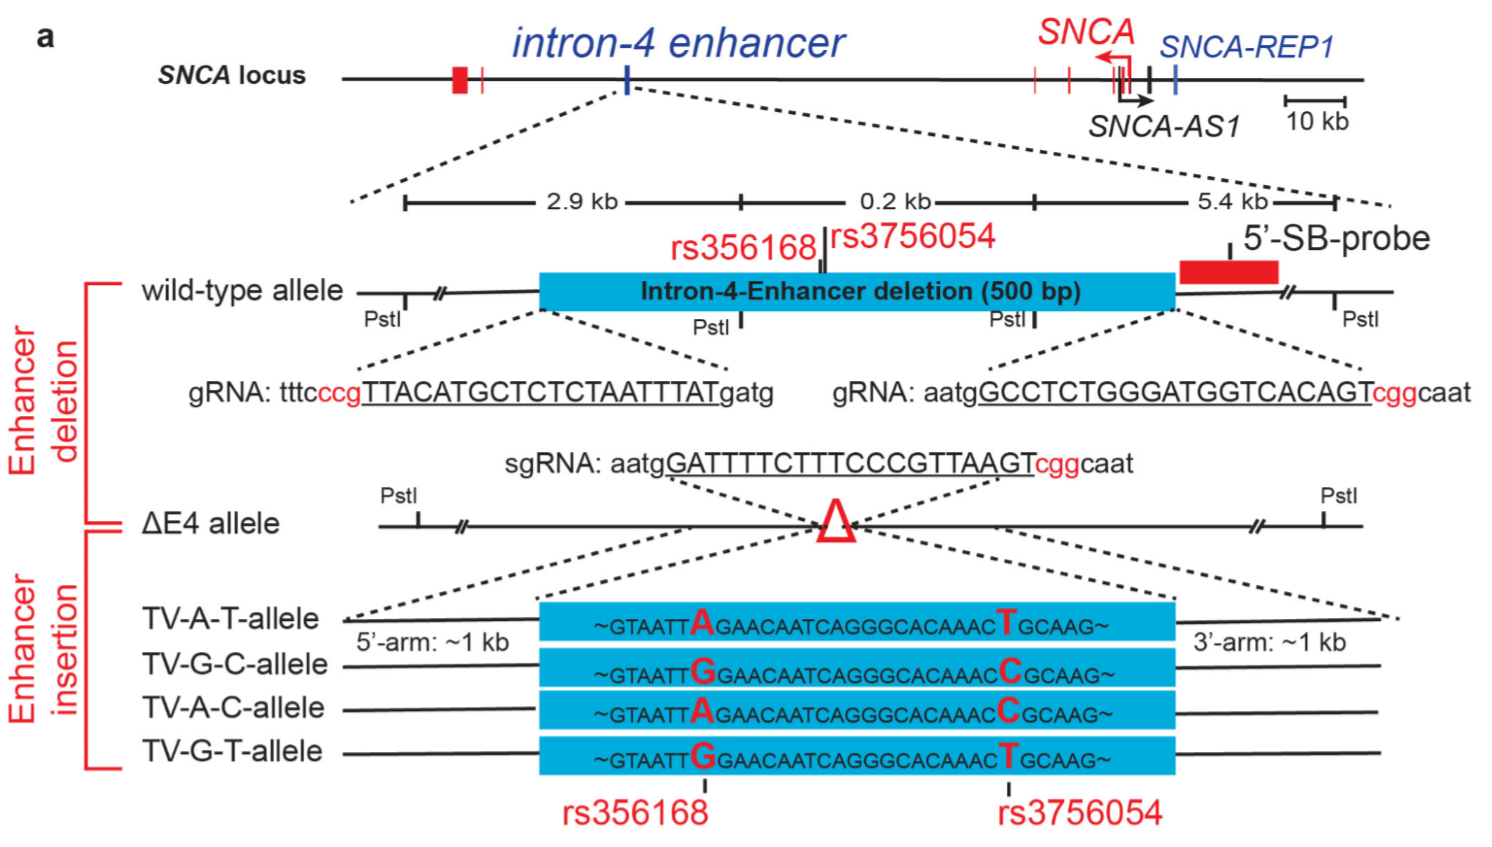 a
intron-4 enhancer
SNCA
SNCA-REP1
SNCA locus
SNCA-AS1
10 kb
2.9 kb
0.2 kb
5.4 kb
rs356168
rs3756054
5’-SB-probe
wild-type allele
Intron-4-Enhancer deletion (500 bp)
PstI
PstI
PstI
PstI
Enhancer
deletion
gRNA: tttcccgTTACATGCTCTCTAATTTATgatg
gRNA: aatgGCCTCTGGGATGGTCACAGTcggcaat
sgRNA: aatgGATTTTCTTTCCCGTTAAGTcggcaat
PstI
PstI
ΔE4 allele
Δ
Enhancer
insertion
TV-A-T-allele
5’-arm: ~1 kb
~GTAATTAGAACAATCAGGGCACAAACTGCAAG~
3’-arm: ~1 kb
TV-G-C-allele
~GTAATTGGAACAATCAGGGCACAAACCGCAAG~
TV-A-C-allele
~GTAATTAGAACAATCAGGGCACAAACCGCAAG~
TV-G-T-allele
~GTAATTGGAACAATCAGGGCACAAACTGCAAG~
rs356168
rs3756054